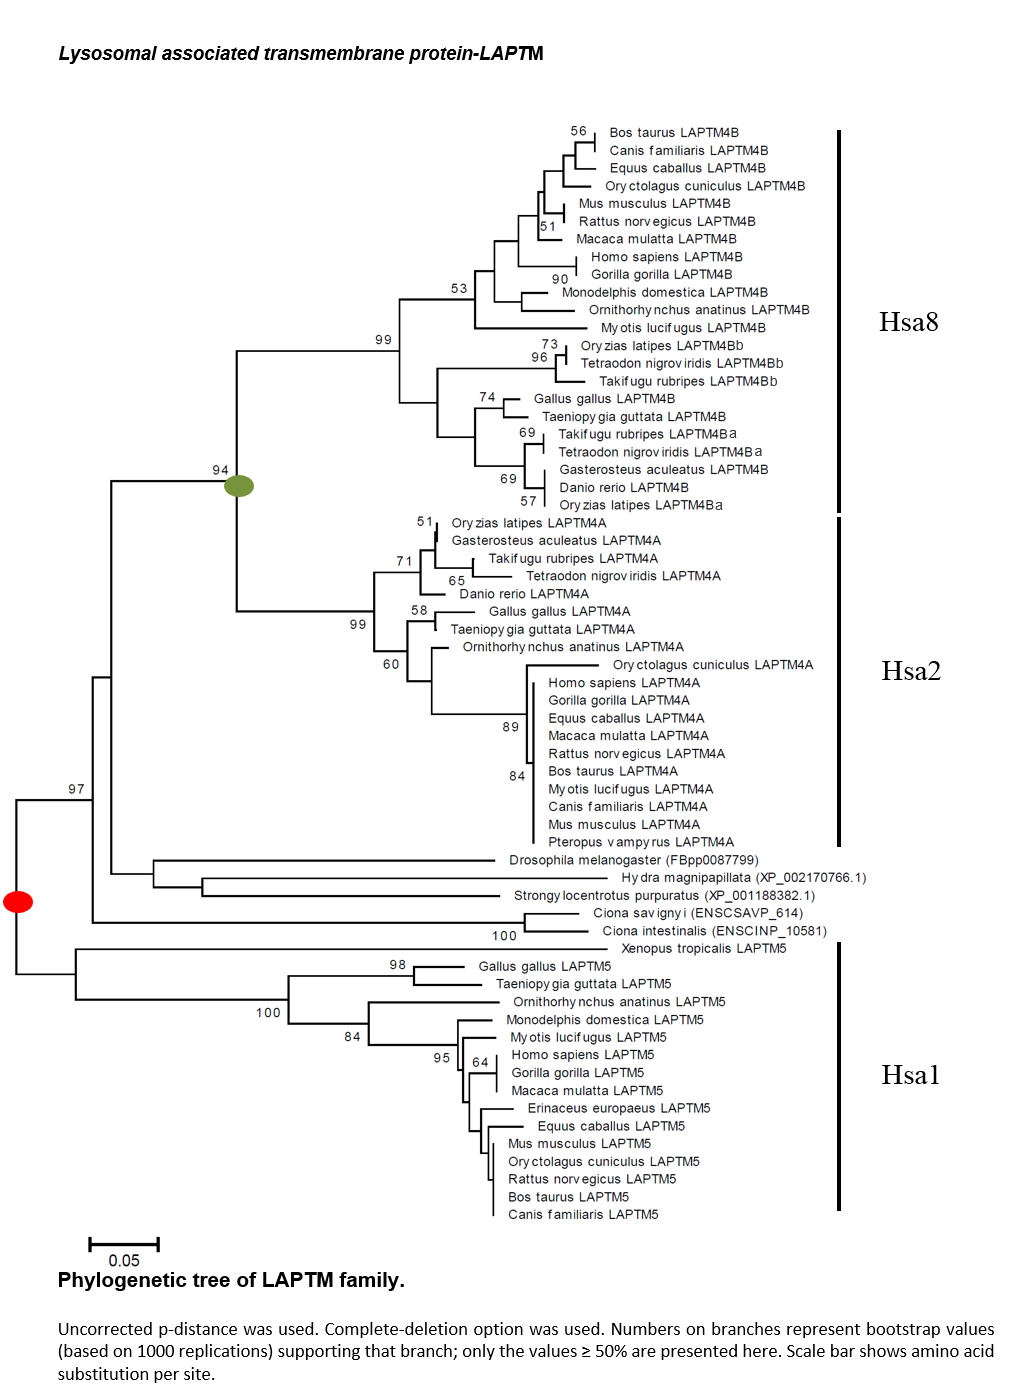 Lysosomal associated transmembrane protein-LAPTM
56
Bos taurus LAPTM4B
Canis familiaris LAPTM4B
Equus caballus LAPTM4B
Oryctolagus cuniculus LAPTM4B
Mus musculus LAPTM4B
Rattus norvegicus LAPTM4B
51
Macaca mulatta LAPTM4B
Homo sapiens LAPTM4B
Gorilla gorilla LAPTM4B
90
53
Monodelphis domestica LAPTM4B
Ornithorhynchus anatinus LAPTM4B
Hsa8
Myotis lucifugus LAPTM4B
99
73
Oryzias latipes LAPTM4Bb
96
Tetraodon nigroviridis LAPTM4Bb
Takifugu rubripes LAPTM4Bb
74
Gallus gallus LAPTM4B
Taeniopygia guttata LAPTM4B
69
Takifugu rubripes LAPTM4Ba
Tetraodon nigroviridis LAPTM4Ba
94
Gasterosteus aculeatus LAPTM4B
69
Danio rerio LAPTM4B
57
Oryzias latipes LAPTM4Ba
51
Oryzias latipes LAPTM4A
Gasterosteus aculeatus LAPTM4A
71
Takifugu rubripes LAPTM4A
65
Tetraodon nigroviridis LAPTM4A
Danio rerio LAPTM4A
58
Gallus gallus LAPTM4A
99
Taeniopygia guttata LAPTM4A
Ornithorhynchus anatinus LAPTM4A
60
Oryctolagus cuniculus LAPTM4A
Hsa2
Homo sapiens LAPTM4A
Gorilla gorilla LAPTM4A
Equus caballus LAPTM4A
89
Macaca mulatta LAPTM4A
Rattus norvegicus LAPTM4A
84
Bos taurus LAPTM4A
Myotis lucifugus LAPTM4A
97
Canis familiaris LAPTM4A
Mus musculus LAPTM4A
Pteropus vampyrus LAPTM4A
Drosophila melanogaster (FBpp0087799)
Hydra magnipapillata (XP_002170766.1)
Strongylocentrotus purpuratus (XP_001188382.1)
Ciona savignyi (ENSCSAVP_614)
100
Ciona intestinalis (ENSCINP_10581)
Xenopus tropicalis LAPTM5
98
Gallus gallus LAPTM5
Taeniopygia guttata LAPTM5
Ornithorhynchus anatinus LAPTM5
100
Monodelphis domestica LAPTM5
84
Myotis lucifugus LAPTM5
95
64
Homo sapiens LAPTM5
Gorilla gorilla LAPTM5
Hsa1
Macaca mulatta LAPTM5
Erinaceus europaeus LAPTM5
Equus caballus LAPTM5
Mus musculus LAPTM5
Oryctolagus cuniculus LAPTM5
Rattus norvegicus LAPTM5
Bos taurus LAPTM5
Canis familiaris LAPTM5
0.05
Phylogenetic tree of LAPTM family.
Uncorrected p-distance was used. Complete-deletion option was used. Numbers on branches represent bootstrap values
(based on 1000 replications) supporting that branch; only the values ≥ 50% are presented here. Scale bar shows amino acid
substitution per site.